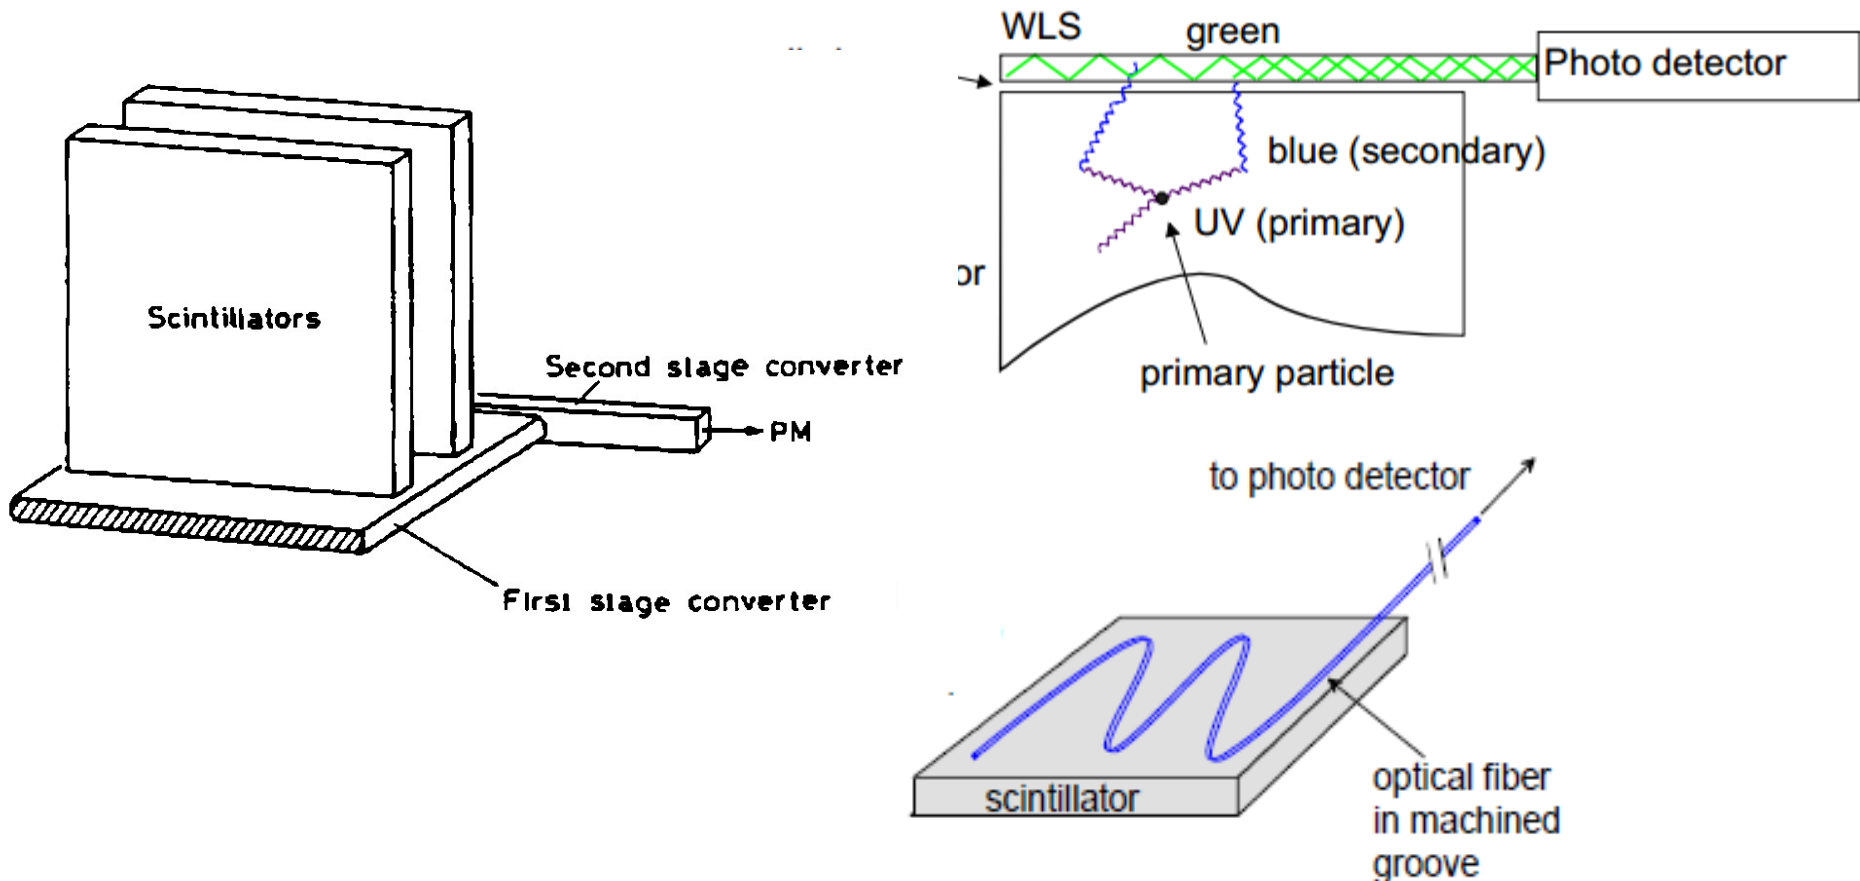 Scintillators
Second stage converter
PM
First stage converter
WLS
green
Photo detector
blue (secondary)
UV (primary)
or
primary particle
to photo detector
scintillator
optical fiber
in machined
groove